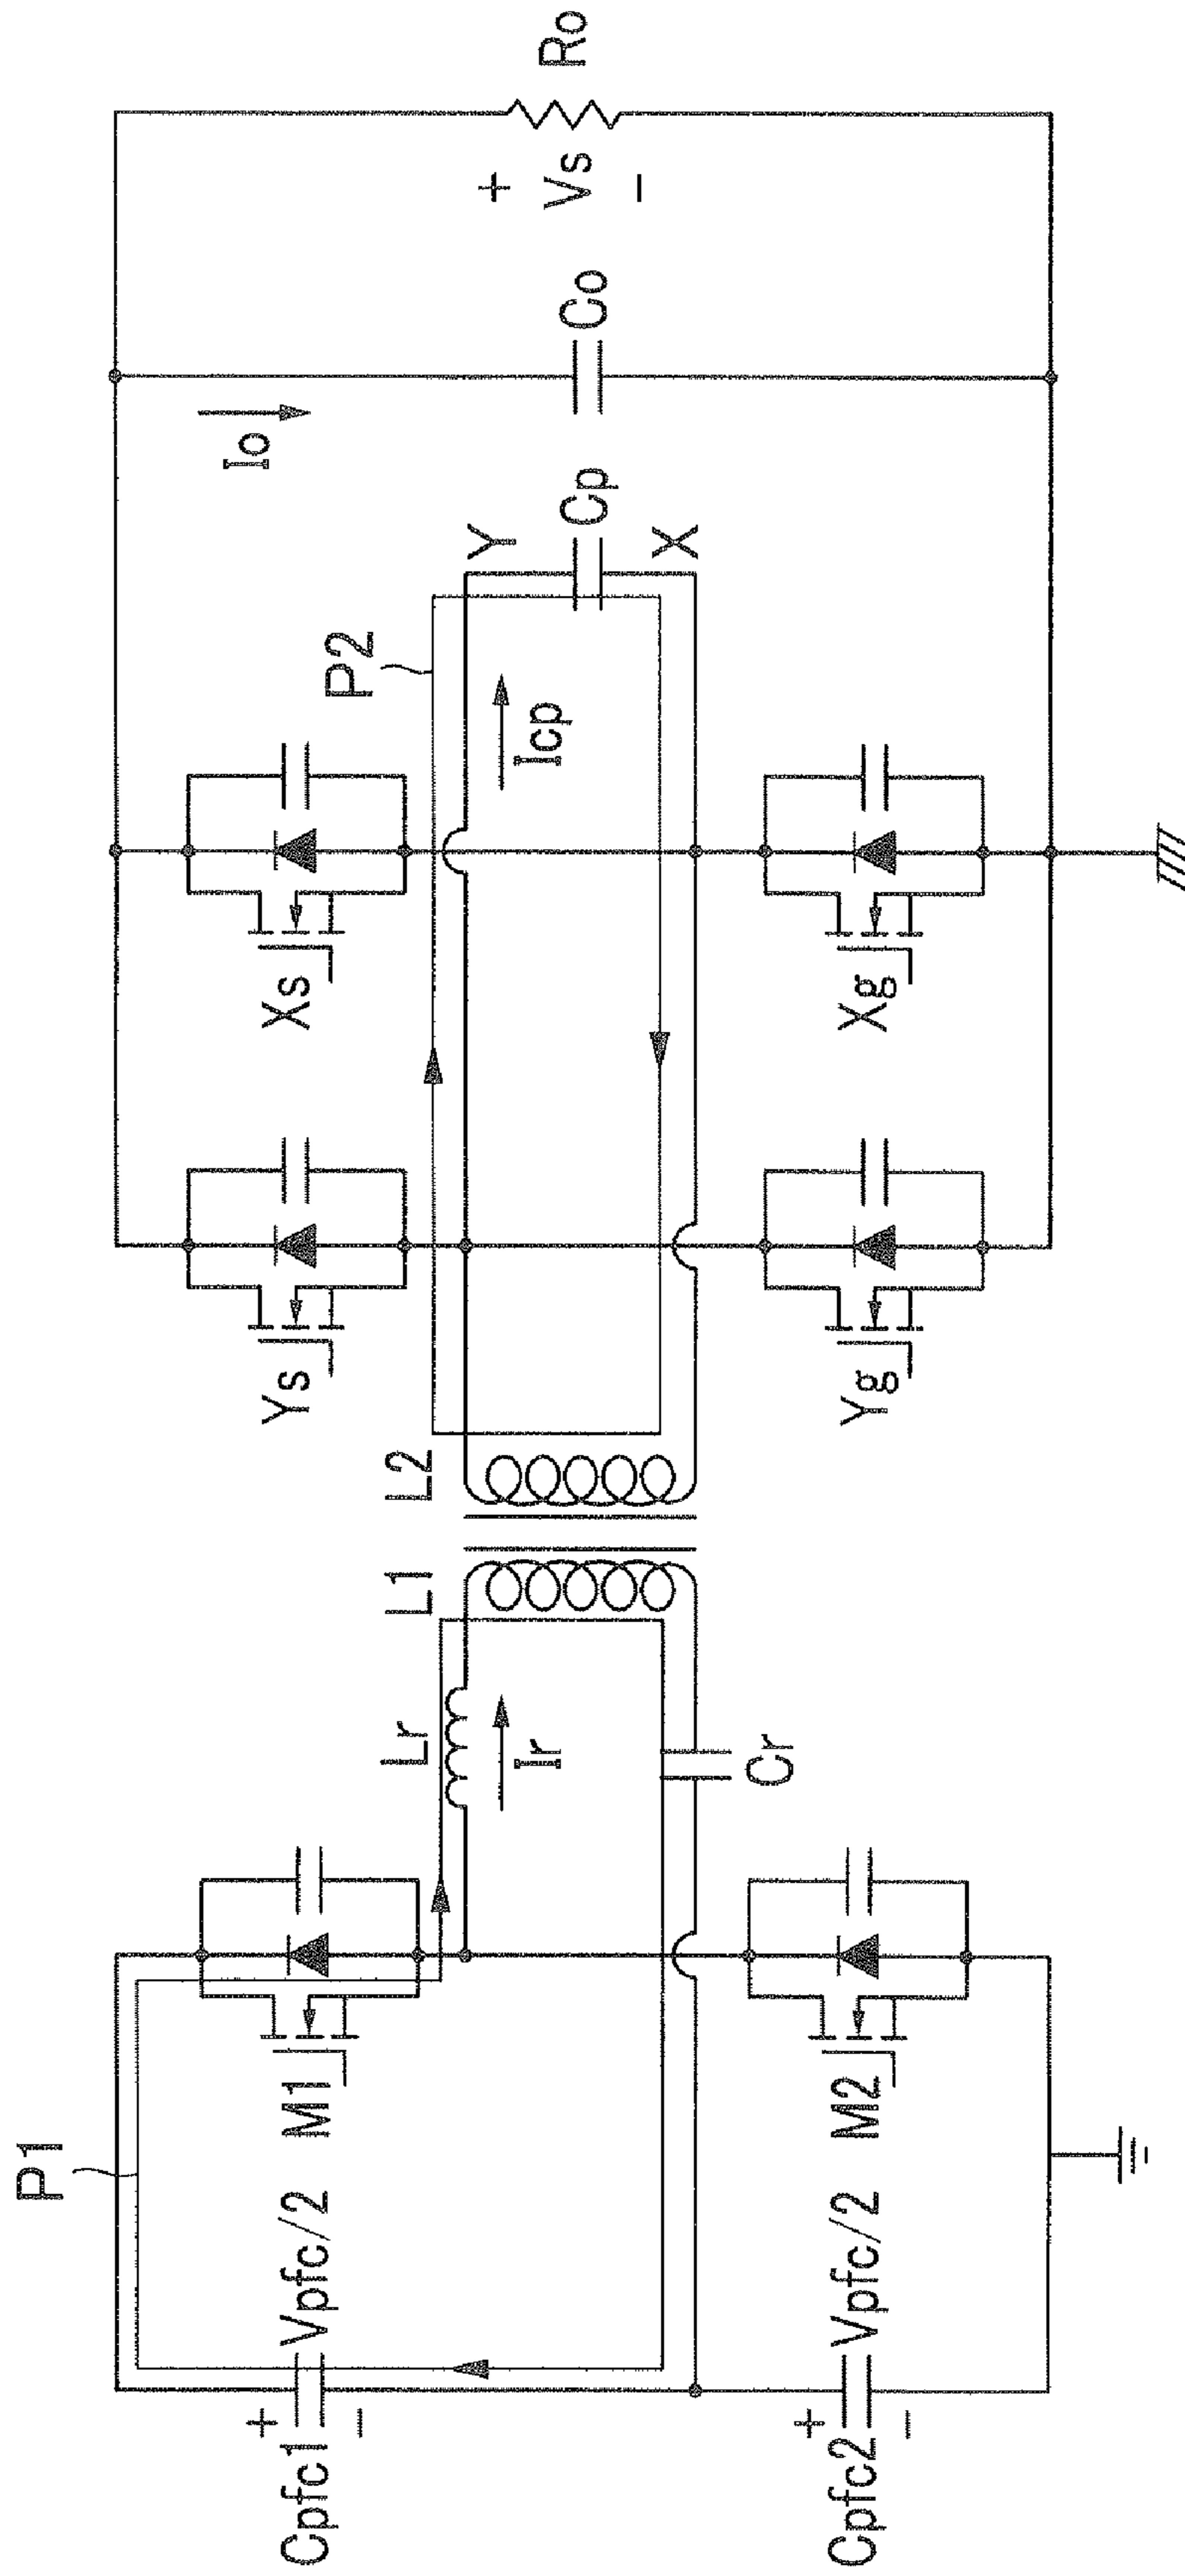 P1
Cpfc1
+
−
Vpfc/2
M1
Cpfc2
+
−
Vpfc/2
M2
Lr
Ir
Cr
L1
L2
Ys
Yg
Xs
Xg
P2
Icp
Y
Cp
X
Io
Co
+
Vs
−
Ro